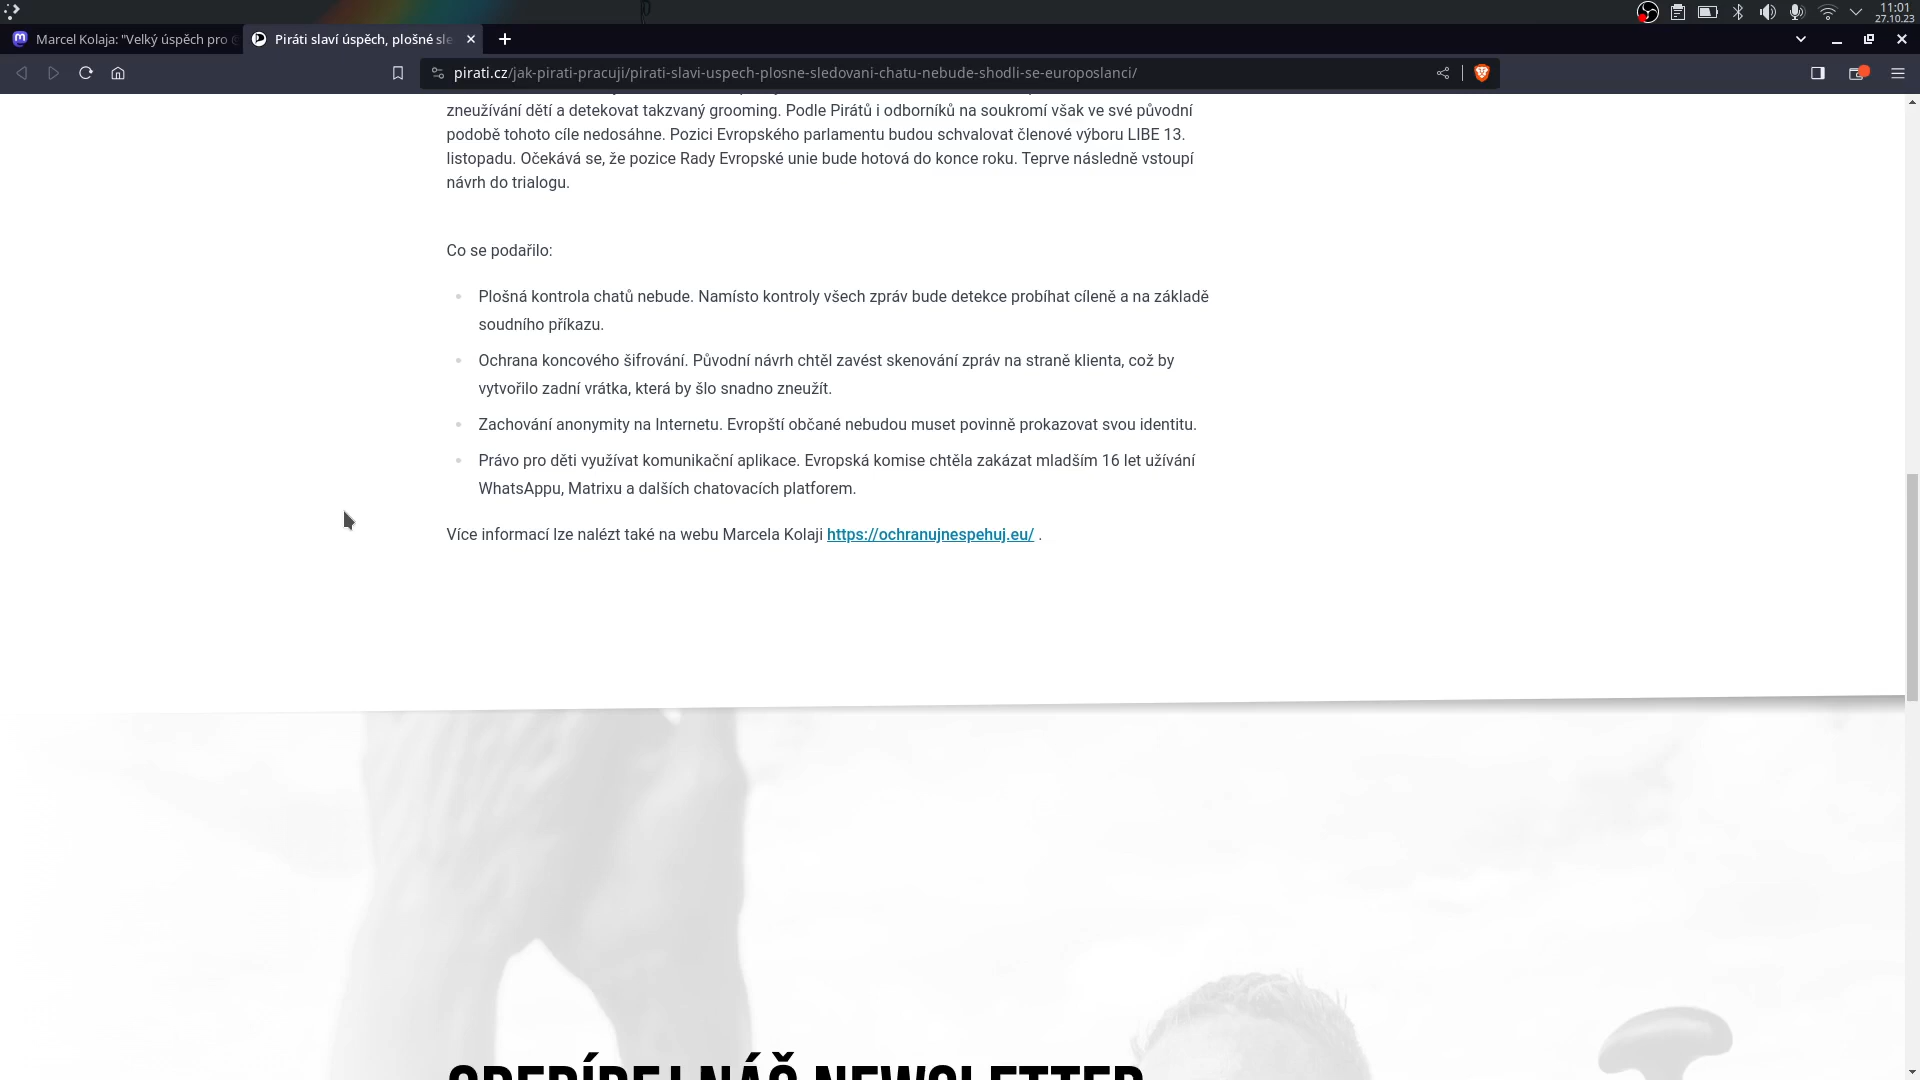 11:01
27.10.23
Marcel Kolaja: "Velký úspěch pro
Piráti slaví úspěch, plošné sle
pirati.cz/jak-pirati-pracuji/pirati-slavi-uspech-plosne-sledovani-chatu-nebude-shodli-se-europoslanci/
zneužívání dětí a detekovat takzvaný grooming. Podle Pirátů i odborníků na soukromí však ve své původní
podobě tohoto cíle nedosáhne. Pozici Evropského parlamentu budou schvalovat členové výboru LIBE 13.
listopadu. Očekává se, že pozice Rady Evropské unie bude hotová do konce roku. Teprve následně vstoupí
návrh do trialogu.
Co se podařilo:
Plošná kontrola chatů nebude. Namísto kontroly všech zpráv bude detekce probíhat cíleně a na základě
soudního příkazu.
Ochrana koncového šifrování. Původní návrh chtěl zavést skenování zpráv na straně klienta, což by
vytvořilo zadní vrátka, která by šlo snadno zneužít.
Zachování anonymity na Internetu. Evropští občané nebudou muset povinně prokazovat svou identitu.
Právo pro děti využívat komunikační aplikace. Evropská komise chtěla zakázat mladším 16 let užívání
WhatsAppu, Matrixu a dalších chatovacích platforem.
Více informací lze nalézt také na webu Marcela Kolaji https://ochranujnespehuj.eu/ .
ODEBÍREJ NÁŠ NEWSLETTER